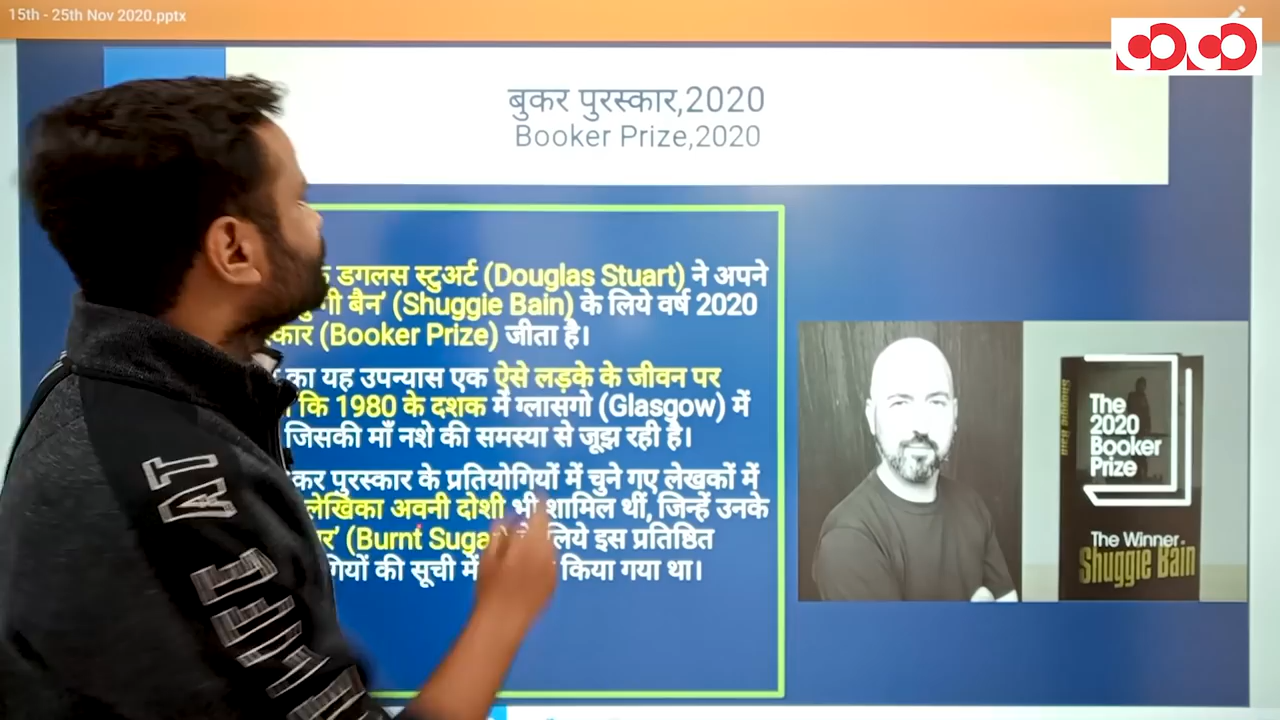 15th - 25th Nov 2020.pptx
बुकर पुरस्कार,2020
Booker Prize,2020
डगलस स्टुअर्ट (Douglas Stuart) ने अपने
बैन' (Shuggie Bain) के लिये वर्ष 2020
(Booker Prize) जीता है।
का यह उपन्यास एक ऐसे लड़के के जीवन पर
कि 1980 के दशक में ग्लासगो (Glasgow) में
जिसकी माँ नशे की समस्या से जूझ रही है।
पुरस्कार के प्रतियोगियों में चुने गए लेखकों में
लेखिका अवनी दोशी भी शामिल थीं, जिन्हें उनके
(Burnt Sugar) लिये इस प्रतिष्ठित
की सूची में किया गया था।
The
2020
Booker
Prize
The Winner
Shuggie Bain